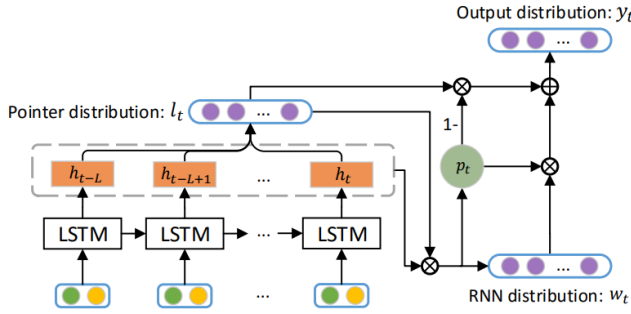 Output distribution: y_t
...
Pointer distribution: l_t
...
1-
h_{t-L}
h_{t-L+1}
...
h_t
p_t
LSTM
LSTM
...
LSTM
...
...
RNN distribution: w_t